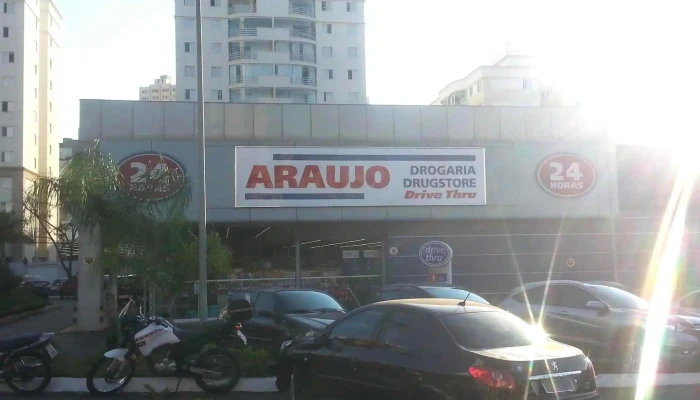 24
HORAS
ARAUJO
DROGARIA
DRUGSTORE
Drive Thru
24
HORAS
drive
thru